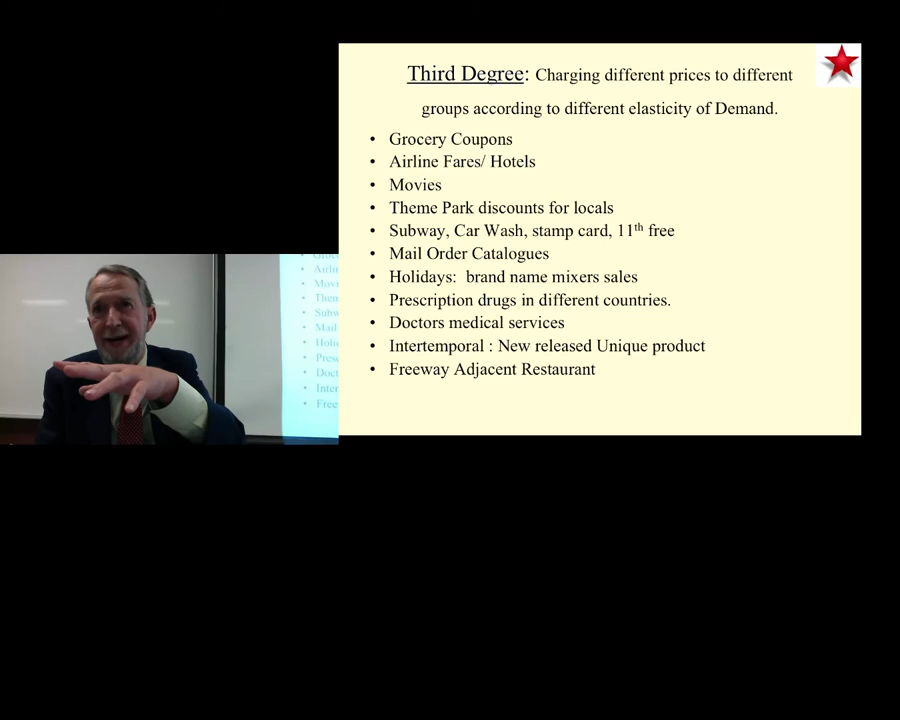 Third Degree: Charging different prices to different
groups according to different elasticity of Demand.
• Grocery Coupons
• Airline Fares/ Hotels
• Movies
• Theme Park discounts for locals
• Subway, Car Wash, stamp card, 11th free
• Mail Order Catalogues
• Holidays:  brand name mixers sales
• Prescription drugs in different countries.
• Doctors medical services
• Intertemporal : New released Unique product
• Freeway Adjacent Restaurant